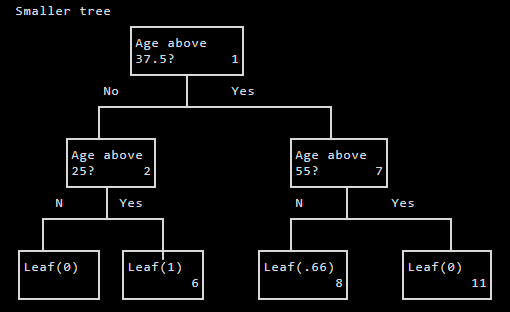 Smaller tree
Age above
37.5? 1
No Yes
Age above
25? 2
Age above
55? 7
N Yes
N Yes
Leaf(0)
Leaf(1)
6
Leaf(.66)
8
Leaf(0)
11